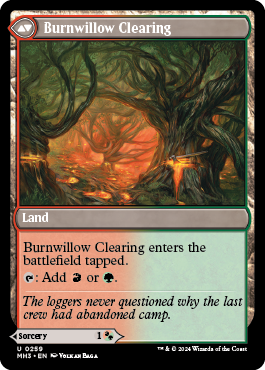 Burnwillow Clearing
Land
Burnwillow Clearing enters the
battlefield tapped.
: Add or .
The loggers never questioned why the last
crew had abandoned camp.
Sorcery 1
U 0259
MH3 • EN Volkan Baga
™ & © 2024 Wizards of the Coast